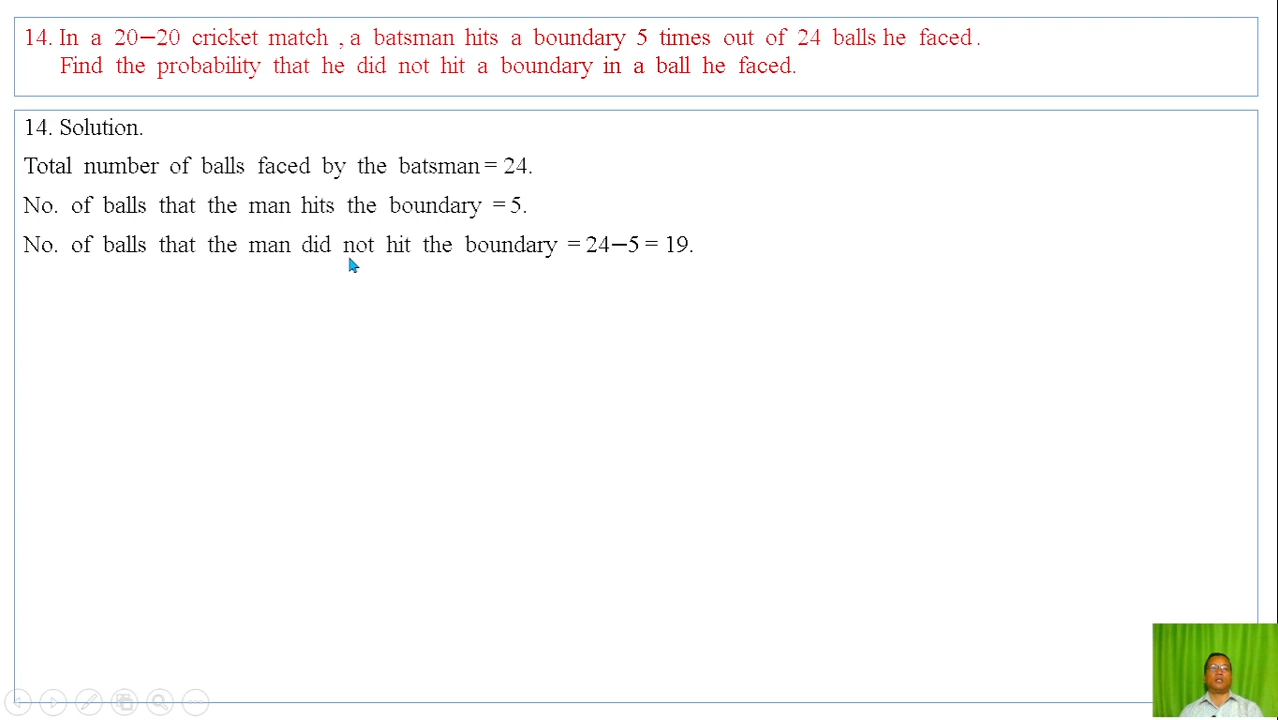 14. In a 20−20 cricket match , a batsman hits a boundary 5 times out of 24 balls he faced .
Find the probability that he did not hit a boundary in a ball he faced.
14. Solution.
Total number of balls faced by the batsman = 24.
No. of balls that the man hits the boundary = 5.
No. of balls that the man did not hit the boundary = 24−5 = 19.